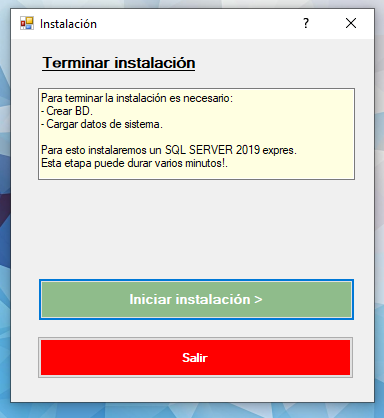 Instalación
?
Terminar instalación
Para terminar la instalación es necesario:
- Crear BD.
- Cargar datos de sistema.
Para esto instalaremos un SQL SERVER 2019 expres.
Esta etapa puede durar varios minutos!.
Iniciar instalación >
Salir